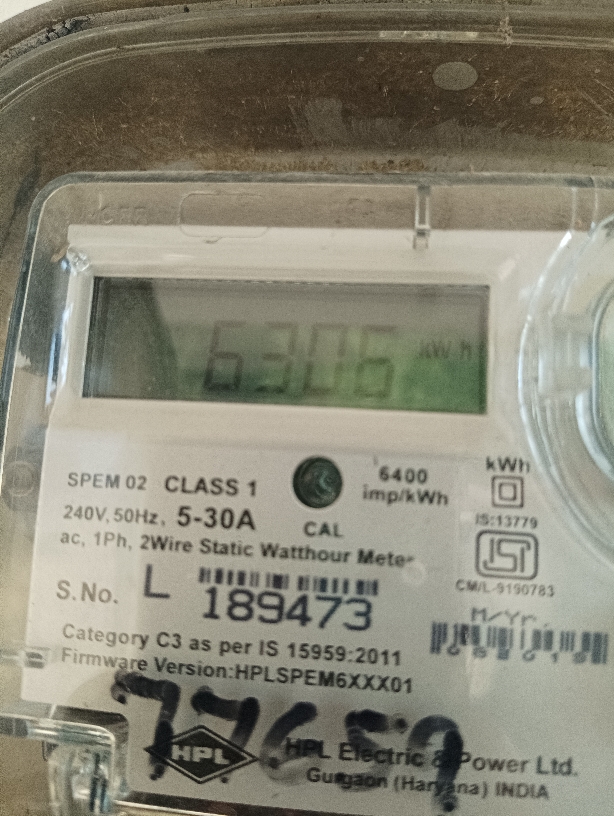 6306 kWh
SPEM 02 CLASS 1
6400
imp/kWh
kWh
240V, 50Hz, 5-30A
CAL
IS:13779
ac, 1Ph, 2Wire Static Watthour Meter
ISI
CM/L-9190783
S.No. L 189473
M/Yr.
Category C3 as per IS 15959:2011
Firmware Version:HPLSPEM6XXX01
HPL
HPL Electric & Power Ltd.
Gurgaon (Haryana) INDIA